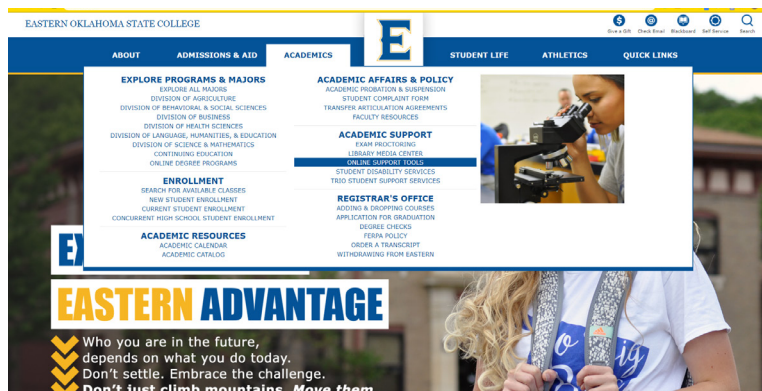 EASTERN OKLAHOMA STATE COLLEGE
Give a Gift Check Email Blackboard Self Service Search
ABOUT ADMISSIONS & AID ACADEMICS E STUDENT LIFE ATHLETICS QUICK LINKS
EXPLORE PROGRAMS & MAJORS
EXPLORE ALL MAJORS
DIVISION OF AGRICULTURE
DIVISION OF BEHAVIORAL & SOCIAL SCIENCES
DIVISION OF BUSINESS
DIVISION OF HEALTH SCIENCES
DIVISION OF LANGUAGE, HUMANITIES, & EDUCATION
DIVISION OF SCIENCE & MATHEMATICS
CONTINUING EDUCATION
ONLINE DEGREE PROGRAMS
ENROLLMENT
SEARCH FOR AVAILABLE CLASSES
NEW STUDENT ENROLLMENT
CURRENT STUDENT ENROLLMENT
CONCURRENT HIGH SCHOOL STUDENT ENROLLMENT
ACADEMIC RESOURCES
ACADEMIC CALENDAR
ACADEMIC CATALOG
ACADEMIC AFFAIRS & POLICY
ACADEMIC PROBATION & SUSPENSION
STUDENT COMPLAINT FORM
TRANSFER ARTICULATION AGREEMENTS
FACULTY RESOURCES
ACADEMIC SUPPORT
EXAM PROCTORING
LIBRARY MEDIA CENTER
ONLINE SUPPORT TOOLS
STUDENT DISABILITY SERVICES
TRIO STUDENT SUPPORT SERVICES
REGISTRAR'S OFFICE
ADDING & DROPPING COURSES
APPLICATION FOR GRADUATION
DEGREE CHECKS
FERPA POLICY
ORDER A TRANSCRIPT
WITHDRAWING FROM EASTERN
EASTERN ADVANTAGE
Who you are in the future,
depends on what you do today.
Don't settle. Embrace the challenge.
Don't just climb mountains. Move them